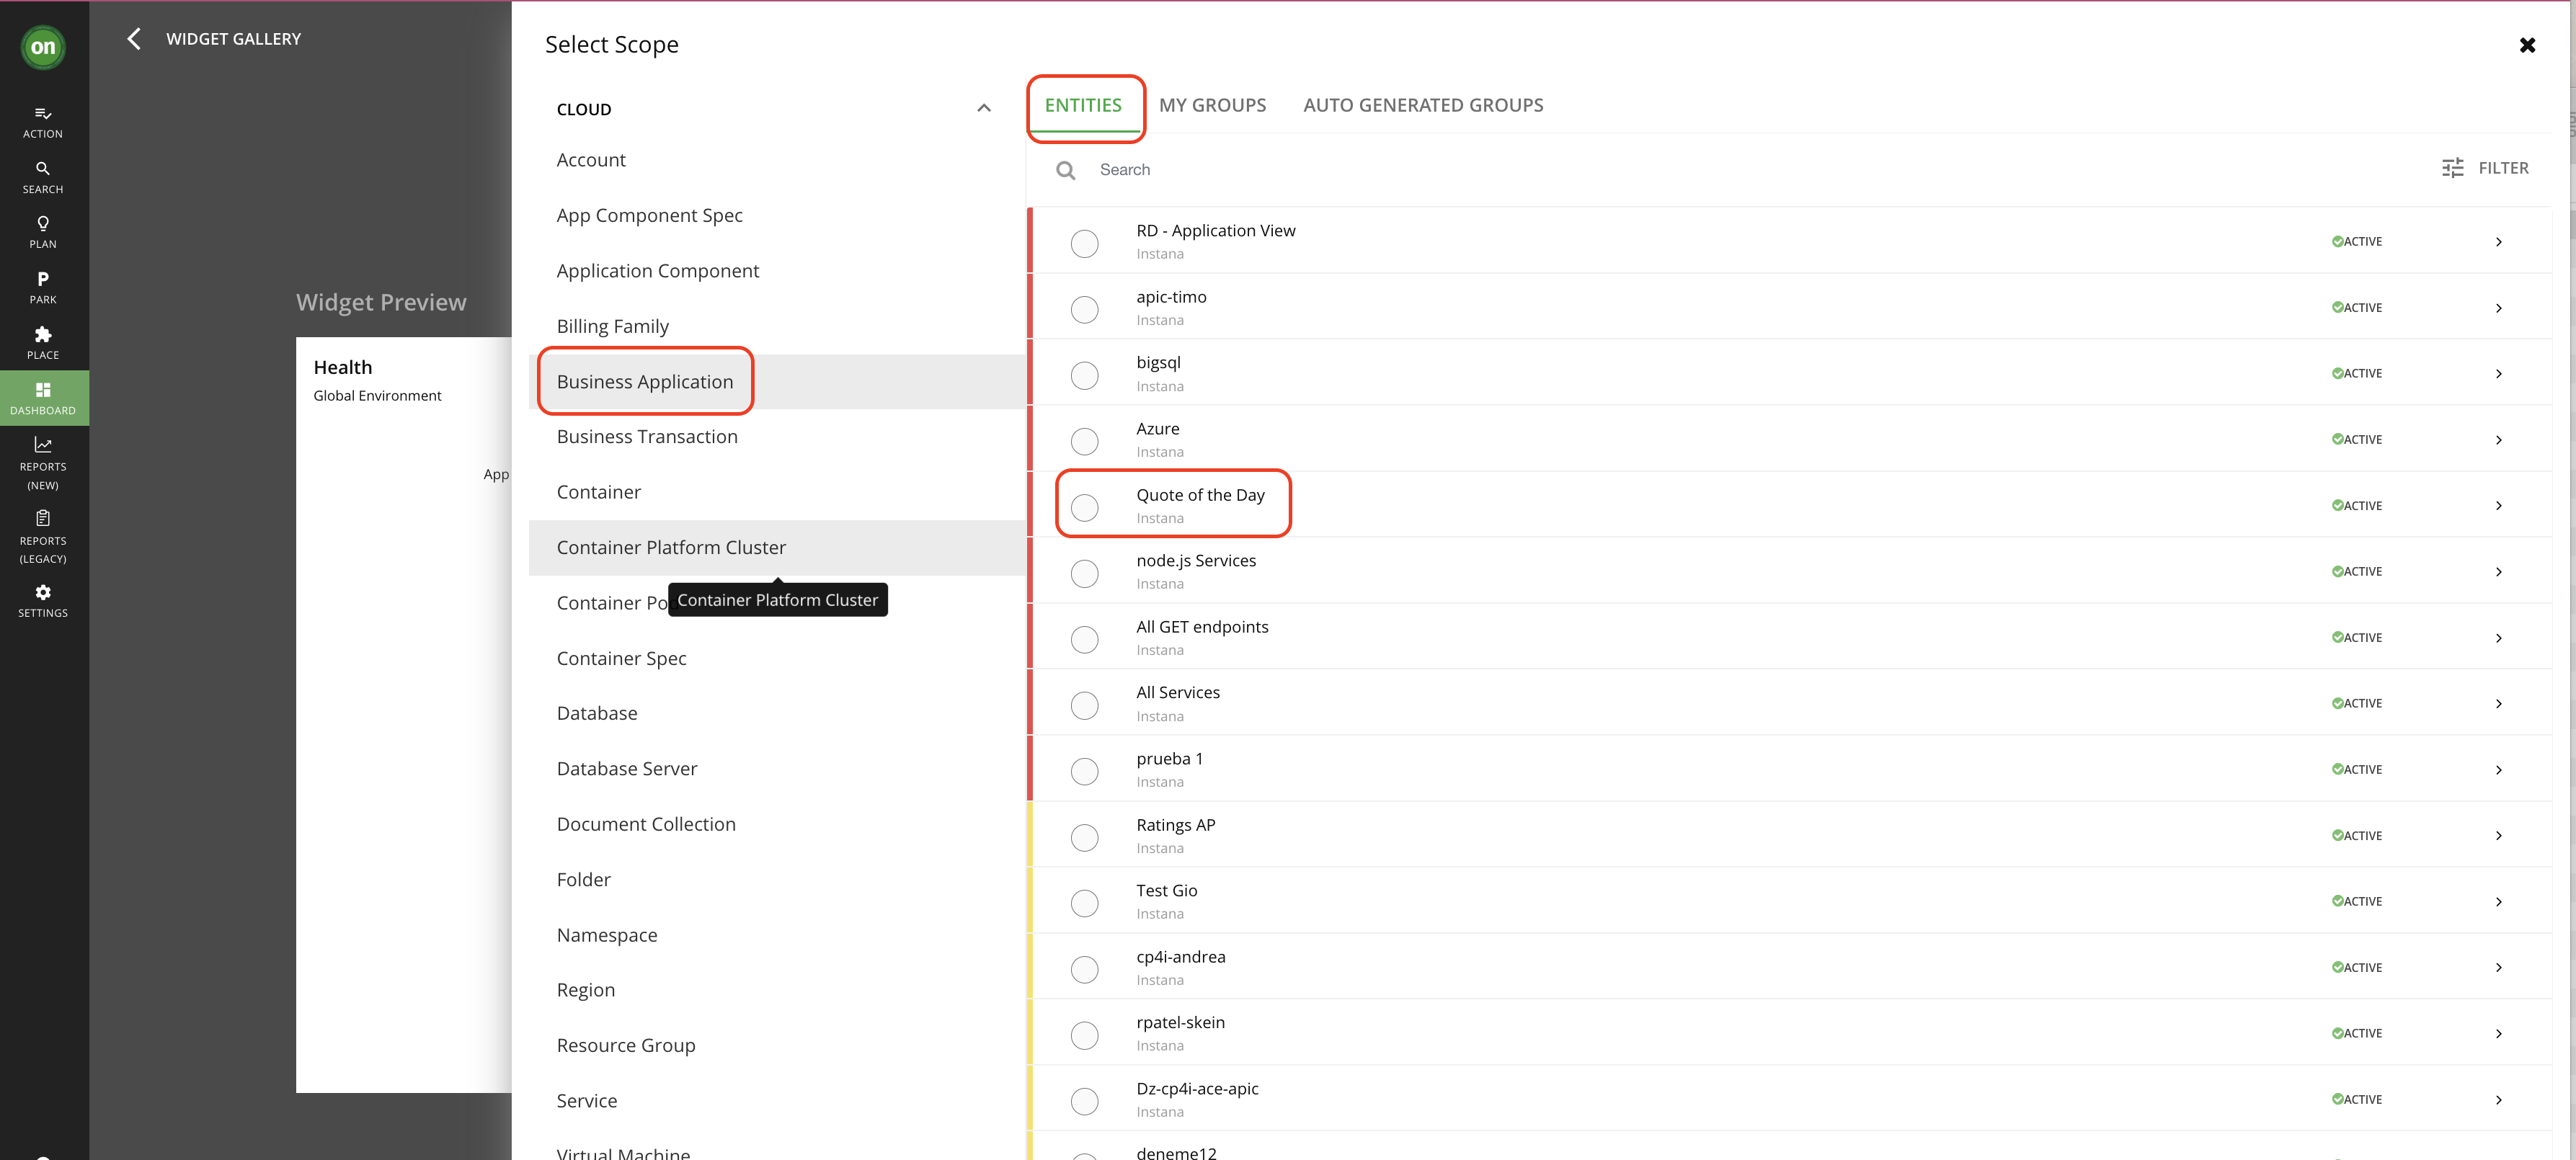 on
ACTION
SEARCH
PLAN
P
PARK
PLACE
DASHBOARD
REPORTS
(NEW)
REPORTS
(LEGACY)
SETTINGS
WIDGET GALLERY
Widget Preview
Health
Global Environment
App
Select Scope
CLOUD
Account
App Component Spec
Application Component
Billing Family
Business Application
Business Transaction
Container
Container Platform Cluster
Container Platform Cluster
Container Po
Container Spec
Database
Database Server
Document Collection
Folder
Namespace
Region
Resource Group
Service
Virtual Machine
ENTITIES MY GROUPS AUTO GENERATED GROUPS
Search FILTER
RD - Application View
Instana
ACTIVE
apic-timo
Instana
ACTIVE
bigsql
Instana
ACTIVE
Azure
Instana
ACTIVE
Quote of the Day
Instana
ACTIVE
node.js Services
Instana
ACTIVE
All GET endpoints
Instana
ACTIVE
All Services
Instana
ACTIVE
prueba 1
Instana
ACTIVE
Ratings AP
Instana
ACTIVE
Test Gio
Instana
ACTIVE
cp4i-andrea
Instana
ACTIVE
rpatel-skein
Instana
ACTIVE
Dz-cp4i-ace-apic
Instana
ACTIVE
deneme12